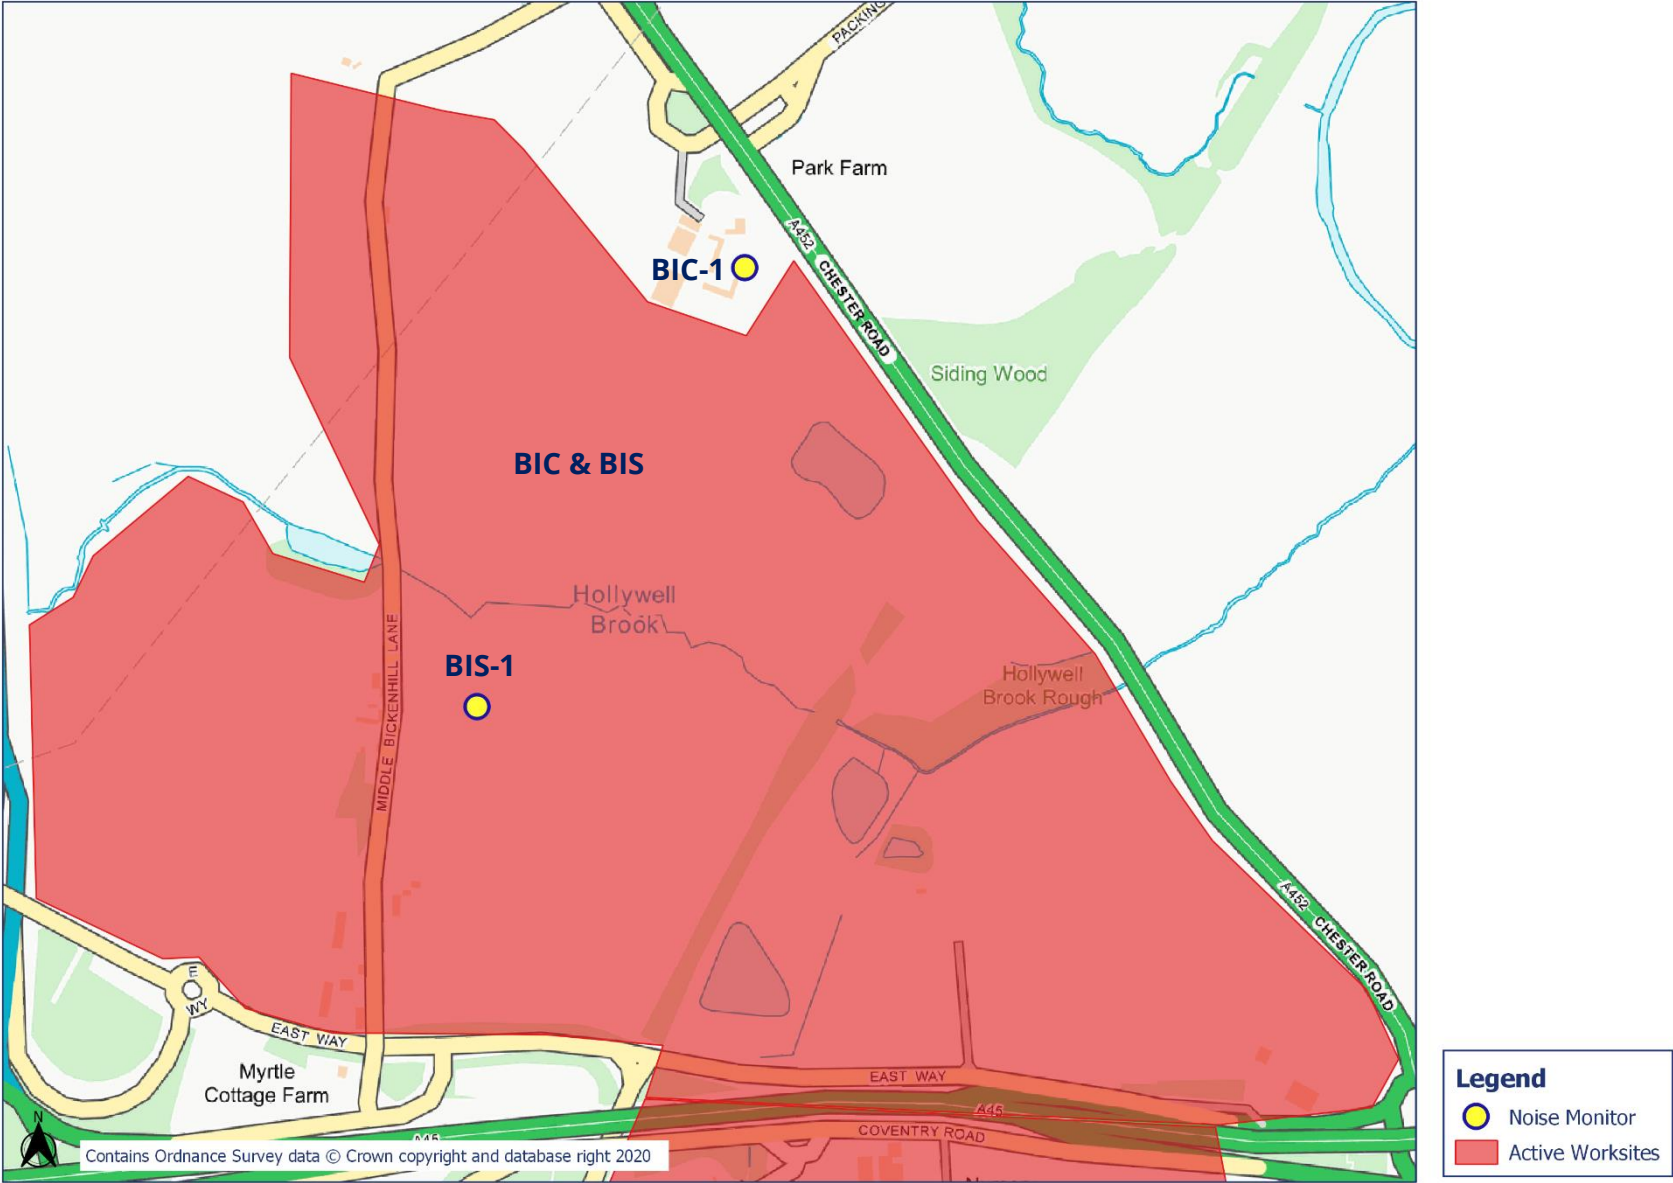 PACKING
Park Farm
A452
CHESTER ROAD
BIC-1
Siding Wood
BIC & BIS
Hollywell
Brook
MIDDLE BICKENHILL LANE
BIS-1
Hollywell
Brook Rough
A452
CHESTER ROAD
E
WY
EAST WAY
Myrtle
Cottage Farm
EAST WAY
A45
COVENTRY ROAD
A45
N
Contains Ordnance Survey data © Crown copyright and database right 2020
Legend
Noise Monitor
Active Worksites